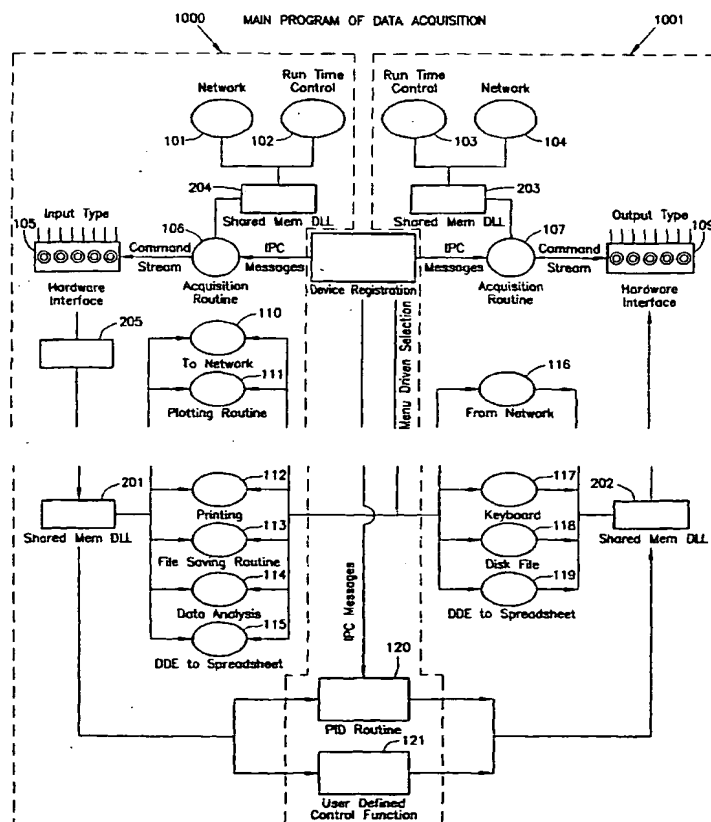 1000 MAIN PROGRAM OF DATA ACQUISITION 1001
Network Run Time Control Run Time Control Network
101 102 103 104
204 203
Shared Mem DLL Shared Mem DLL
105 Input Type 106 107 Output Type 109
Command Stream IPC Messages IPC Messages Command Stream
Hardware Interface Acquisition Routine Device Registration Acquisition Routine Hardware Interface
205
110
To Network
111
Plotting Routine
Menu Driven Selection
116
From Network
201
Shared Mem DLL
112
Printing
113
File Saving Routine
114
Data Analysis
115
DDE to Spreadsheet
IPC Messages
117
Keyboard
118
Disk File
119
DDE to Spreadsheet
202
Shared Mem DLL
120
PID Routine
121
User Defined
Control Function